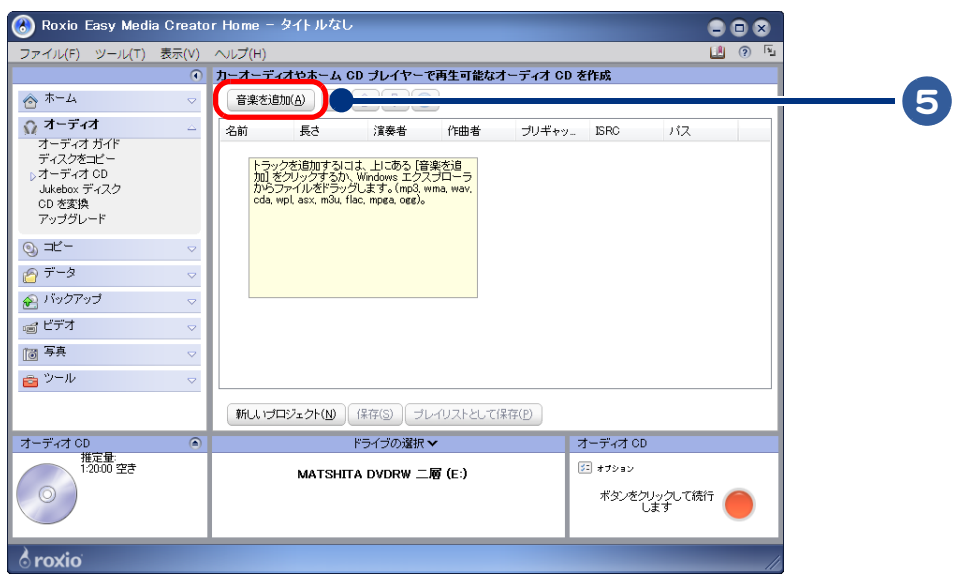 Roxio Easy Media Creator Home - タイトルなし
ファイル(F) ツール(T) 表示(V) ヘルプ(H)
カーオーディオやホーム CD プレイヤーで再生可能なオーディオ CD を作成
ホーム
オーディオ
オーディオ ガイド
ディスクをコピー
オーディオ CD
Jukebox ディスク
CD を変換
アップグレード
コピー
データ
バックアップ
ビデオ
写真
ツール
音楽を追加(A)
5
名前 長さ 演奏者 作曲者 プリギャッ... ISRC パス
トラックを追加するには、上にある [音楽を追
加] をクリックするか、Windows エクスプローラ
からファイルをドラッグします。(mp3, wma, wav,
cda, wpl, asx, m3u, flac, mpga, ogg)。
新しいプロジェクト(N) 保存(S) プレイリストとして保存(P)
オーディオ CD
推定量:
1:20:00 空き
ドライブの選択
MATSHITA DVDRW 二層 (E:)
オーディオ CD
オプション
ボタンをクリックして続行
します
roxio